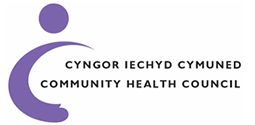 CYNGOR IECHYD CYMUNED
COMMUNITY HEALTH COUNCIL